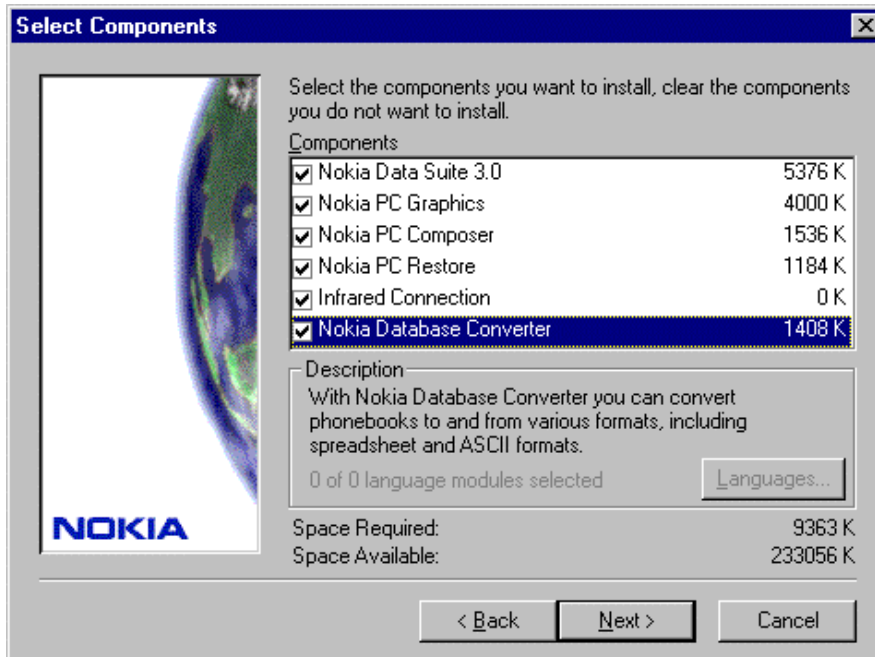 Select Components
Select the components you want to install, clear the components
you do not want to install.
Components
Nokia Data Suite 3.0 5376 K
Nokia PC Graphics 4000 K
Nokia PC Composer 1536 K
Nokia PC Restore 1184 K
Infrared Connection 0 K
Nokia Database Converter 1408 K
Description
With Nokia Database Converter you can convert
phonebooks to and from various formats, including
spreadsheet and ASCII formats.
0 of 0 language modules selected Languages...
NOKIA
Space Required: 9363 K
Space Available: 233056 K
< Back Next > Cancel